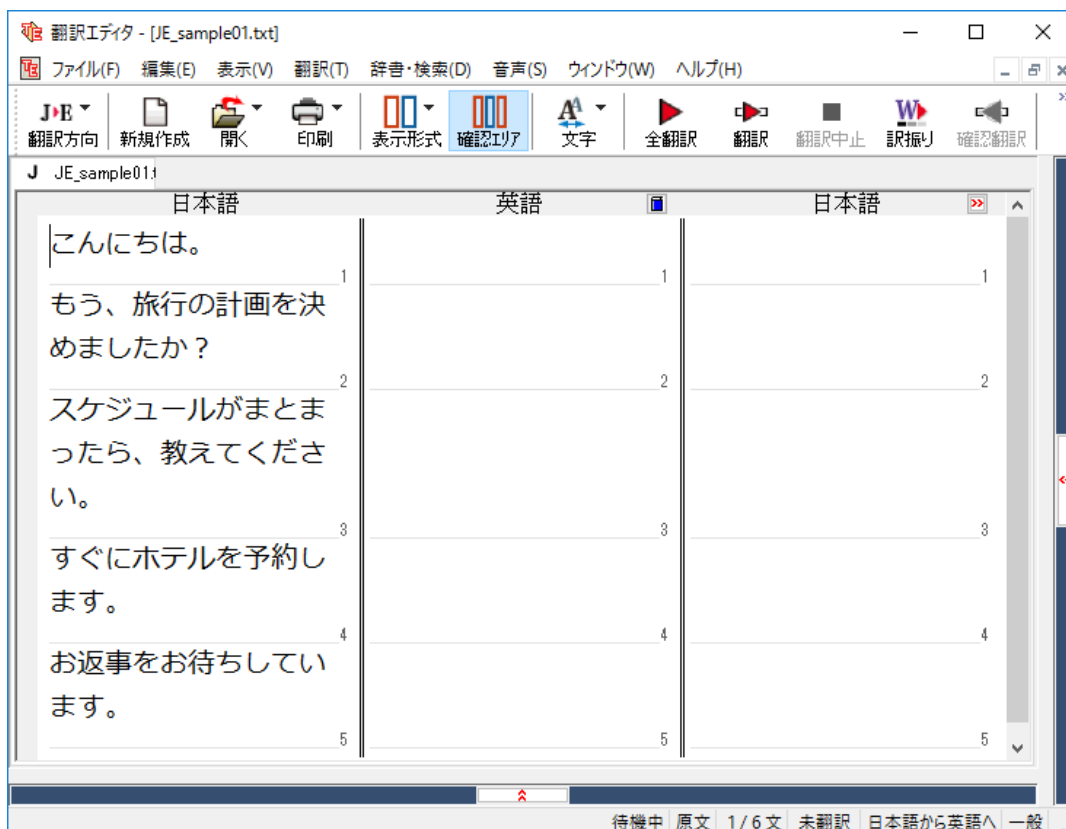 翻訳エディタ - [JE_sample01.txt]
ファイル(F) 編集(E) 表示(V) 翻訳(T) 辞書・検索(D) 音声(S) ウィンドウ(W) ヘルプ(H)
J▶E
翻訳方向 新規作成 開く 印刷 表示形式 確認エリア 文字 全翻訳 翻訳 翻訳中止 訳振り 確認翻訳
J JE_sample01.t
日本語 英語 日本語
こんにちは。
1 1 1
もう、旅行の計画を決
めましたか？
2 2 2
スケジュールがまとま
ったら、教えてくださ
い。
3 3 3
すぐにホテルを予約し
ます。
4 4 4
お返事をお待ちしてい
ます。
5 5 5
待機中 原文 1 / 6 文 未翻訳 日本語から英語へ 一般